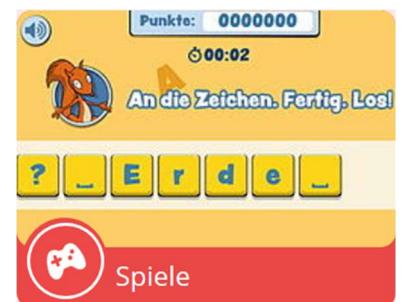 Punkte: 0000000
00:02
A
An die Zeichen. Fertig. Los!
? _ E r d e _
Spiele